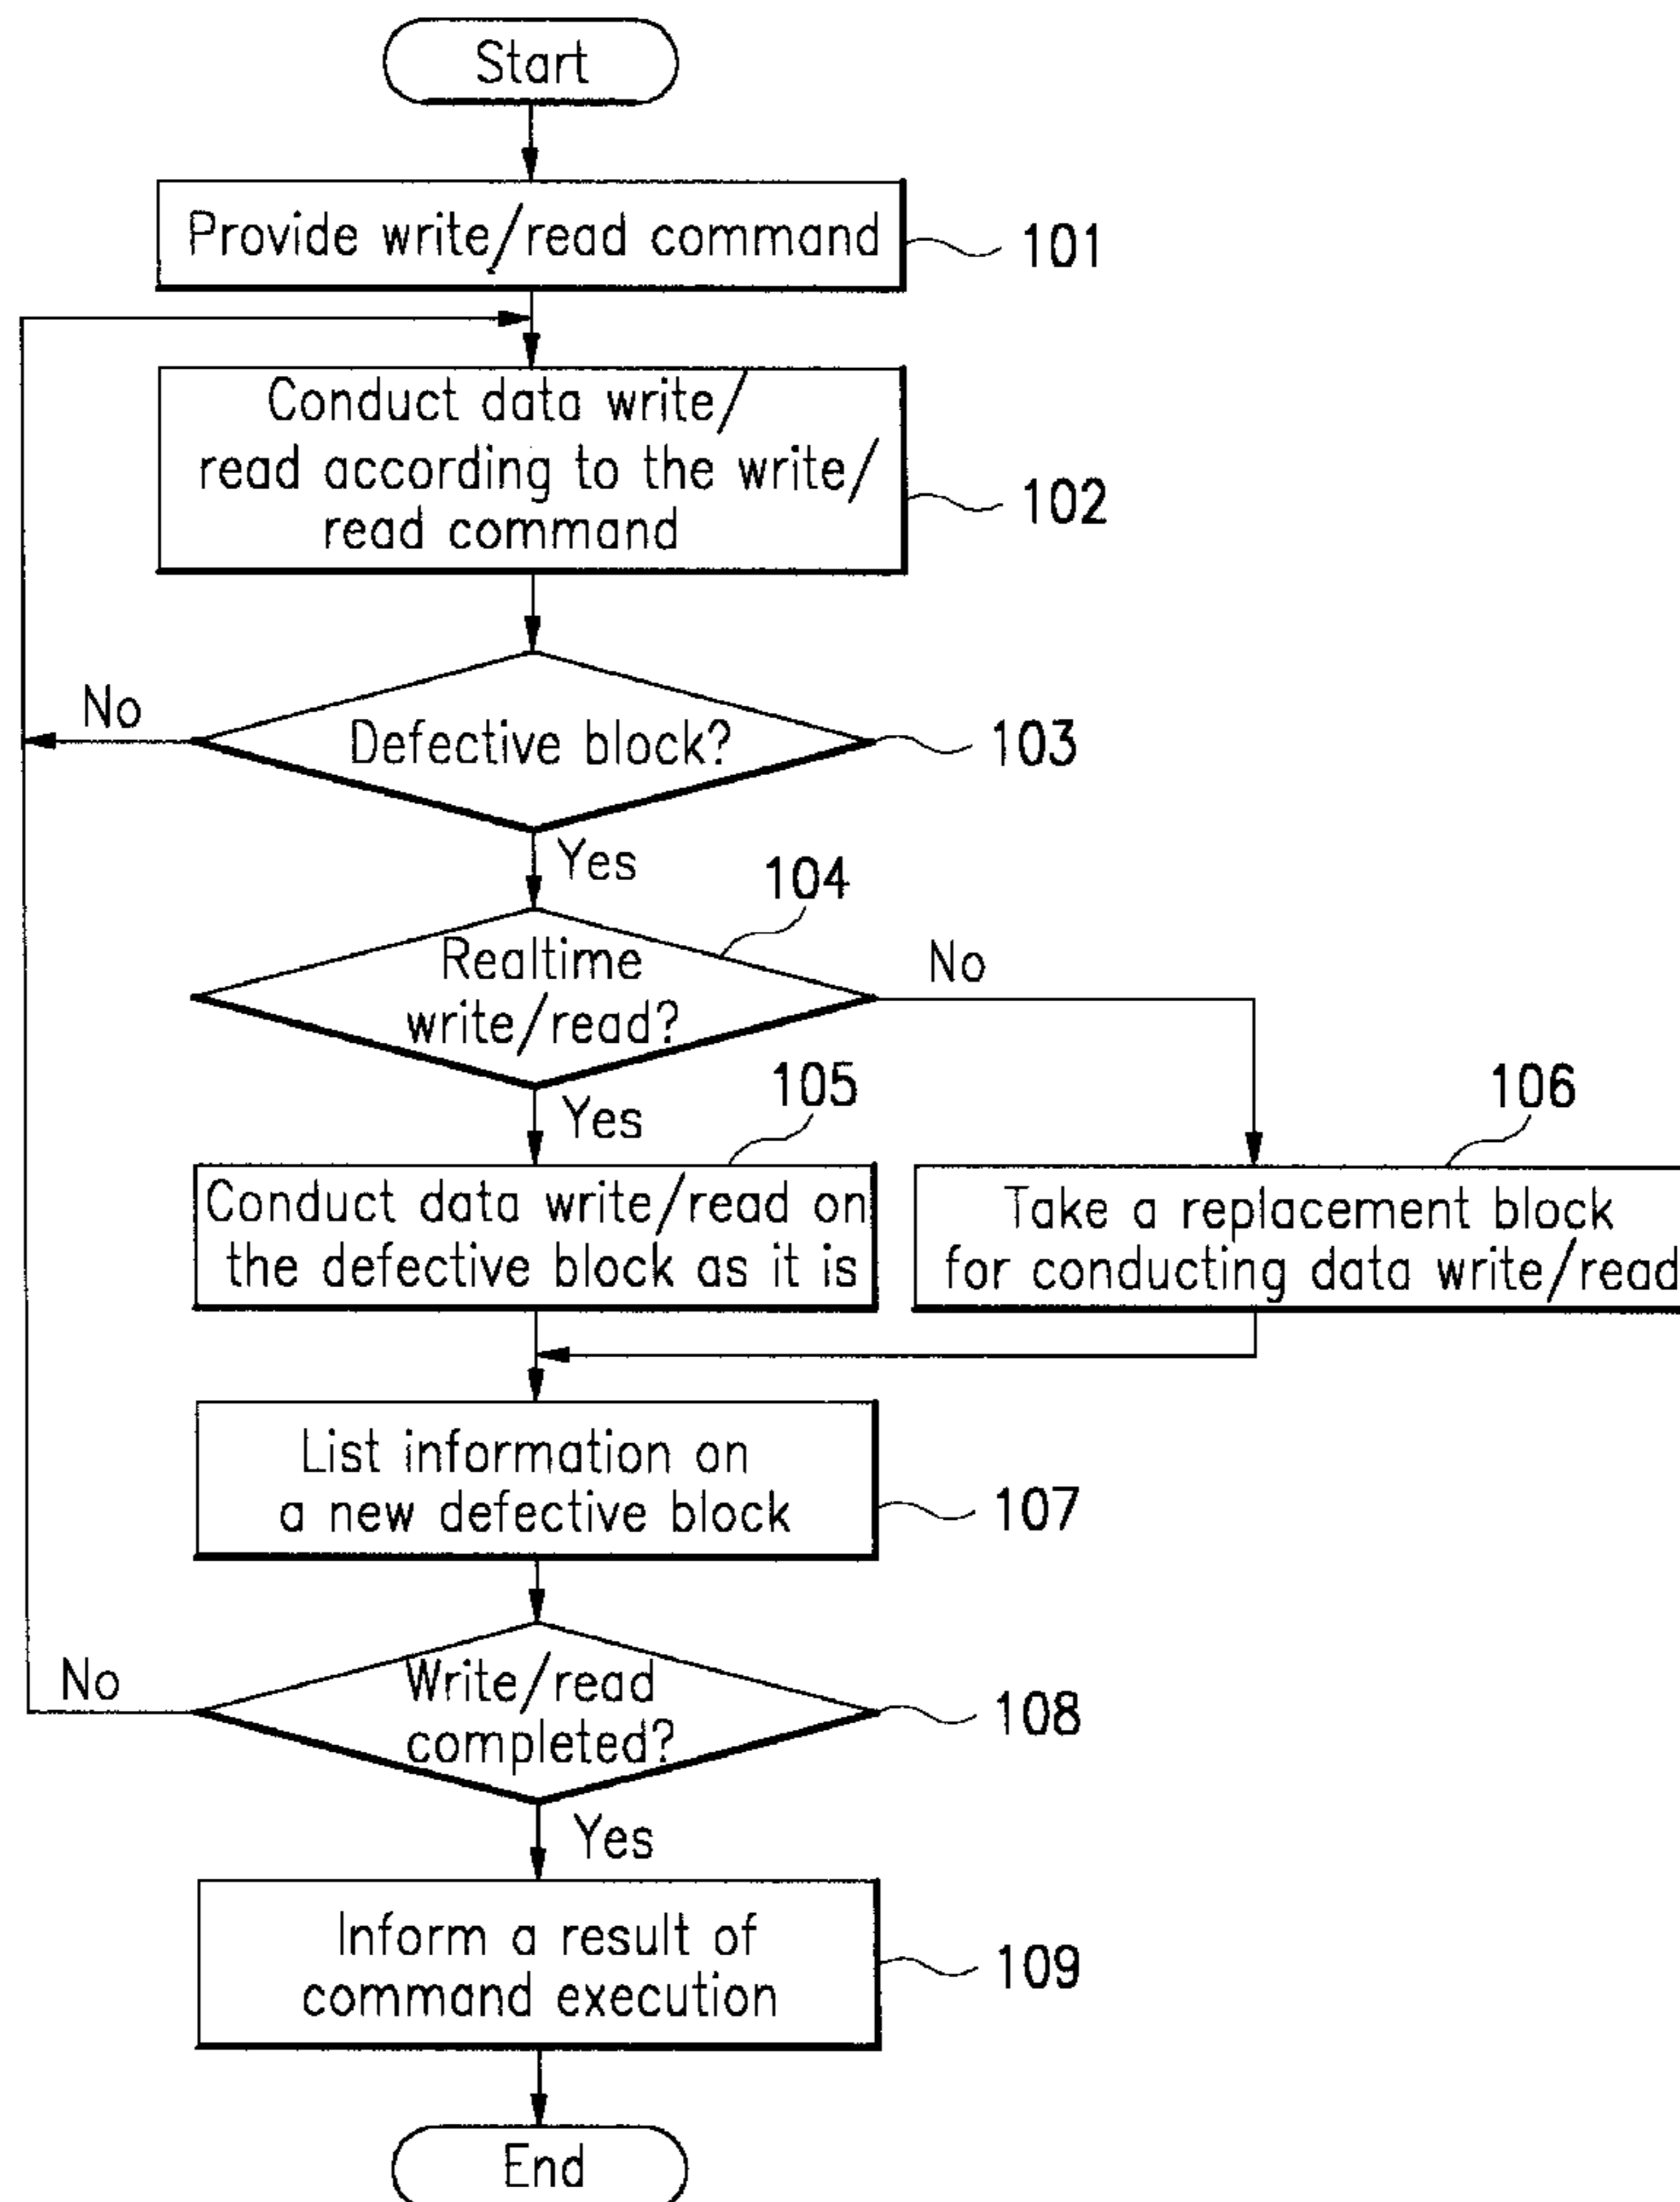 Start
Provide write/read command
101
Conduct data write/
read according to the write/
read command
102
No
Defective block?
103
Yes
104
Realtime
write/read?
No
Yes
105
106
Conduct data write/read on
the defective block as it is
Take a replacement block
for conducting data write/read
List information on
a new defective block
107
No
Write/read
completed?
108
Yes
Inform a result of
command execution
109
End